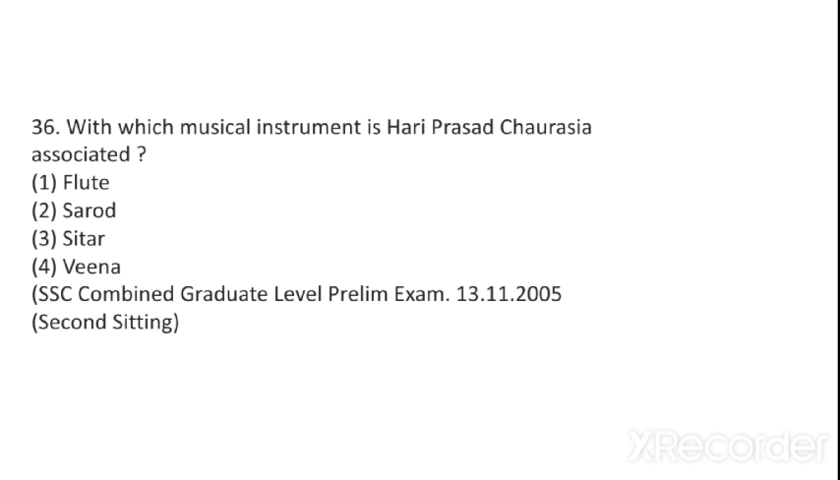 36. With which musical instrument is Hari Prasad Chaurasia
associated ?
(1) Flute
(2) Sarod
(3) Sitar
(4) Veena
(SSC Combined Graduate Level Prelim Exam. 13.11.2005
(Second Sitting)
XRecorder